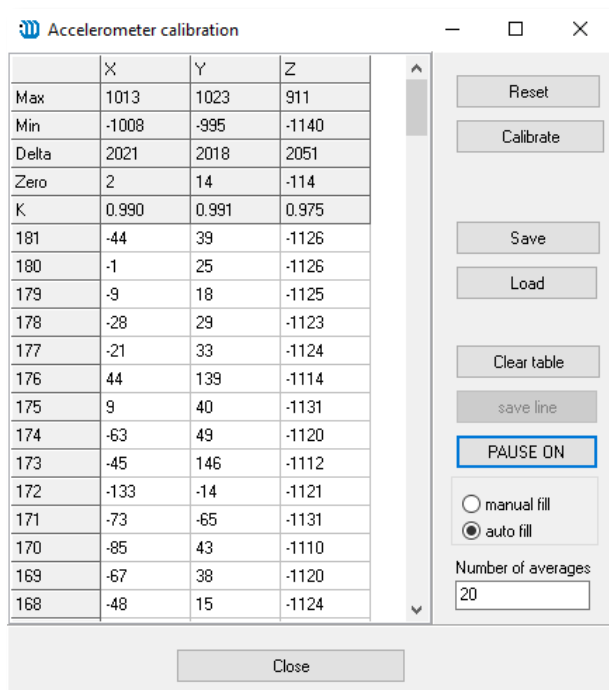 Accelerometer calibration
X Y Z
Max 1013 1023 911
Min -1008 -995 -1140
Delta 2021 2018 2051
Zero 2 14 -114
K 0.990 0.991 0.975
181 -44 39 -1126
180 -1 25 -1126
179 -9 18 -1125
178 -28 29 -1123
177 -21 33 -1124
176 44 139 -1114
175 9 40 -1131
174 -63 49 -1120
173 -45 146 -1112
172 -133 -14 -1121
171 -73 -65 -1131
170 -85 43 -1110
169 -67 38 -1120
168 -48 15 -1124
Reset
Calibrate
Save
Load
Clear table
save line
PAUSE ON
manual fill
auto fill
Number of averages
20
Close